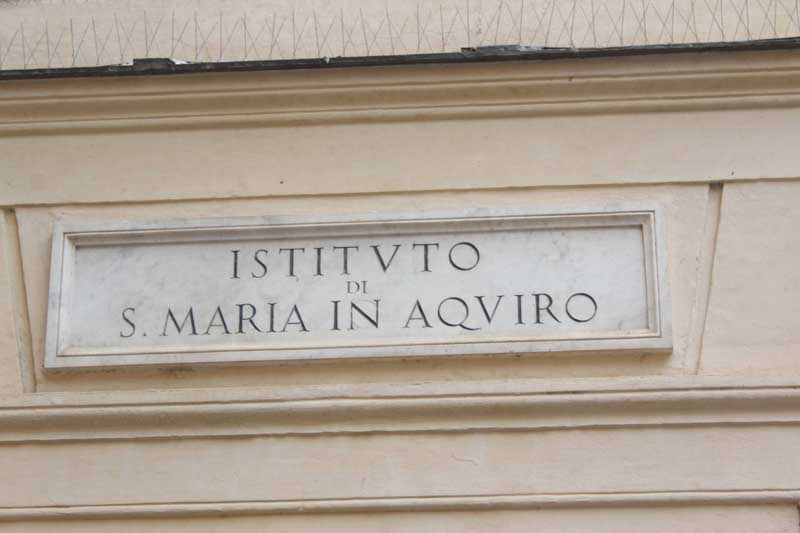 ISTITVTO
DI
S. MARIA IN AQVIRO